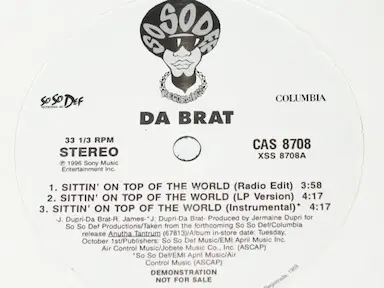 SO SO DEF
SO SO DEF
COLUMBIA
DA BRAT
33 1/3 RPM
STEREO
℗ 1996 Sony Music
Entertainment Inc.
CAS 8708
XSS 8708A
1. SITTIN' ON TOP OF THE WORLD (Radio Edit) 3:58
2. SITTIN' ON TOP OF THE WORLD (LP Version) 4:17
3. SITTIN' ON TOP OF THE WORLD (Instrumental)* 4:17
J. Dupri-Da Brat-R. James-*J. Dupri-Da Brat- Produced by Jermaine Dupri for
So So Def Productions/Taken from the forthcoming So So Def/Columbia
release Anutha Tantrum (67813)/Album in-store date: Tuesday,
October 1st/Publishers: So So Def Music/EMI April Music Inc.
Air Control Music/Jobete Music Co., Inc. (ASCAP)
*So So Def/EMI April Music/Air
Control Music (ASCAP)
DEMONSTRATION
NOT FOR SALE